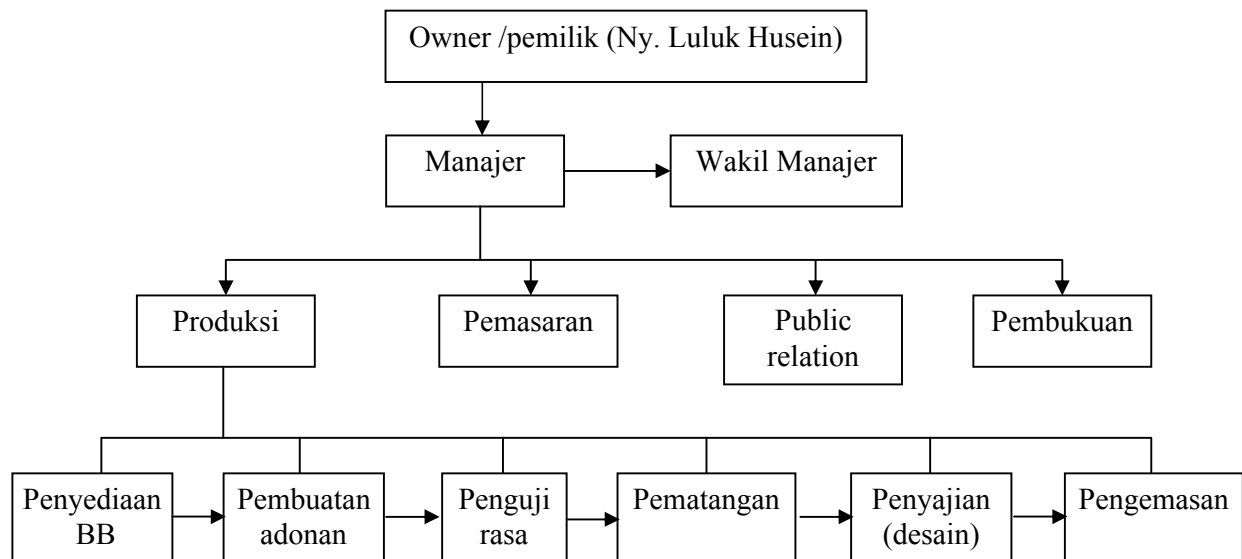 Owner /pemilik (Ny. Luluk Husein)
Manajer
Wakil Manajer
Produksi
Pemasaran
Public
relation
Pembukuan
Penyediaan
BB
Pembuatan
adonan
Penguji
rasa
Pematangan
Penyajian
(desain)
Pengemasan